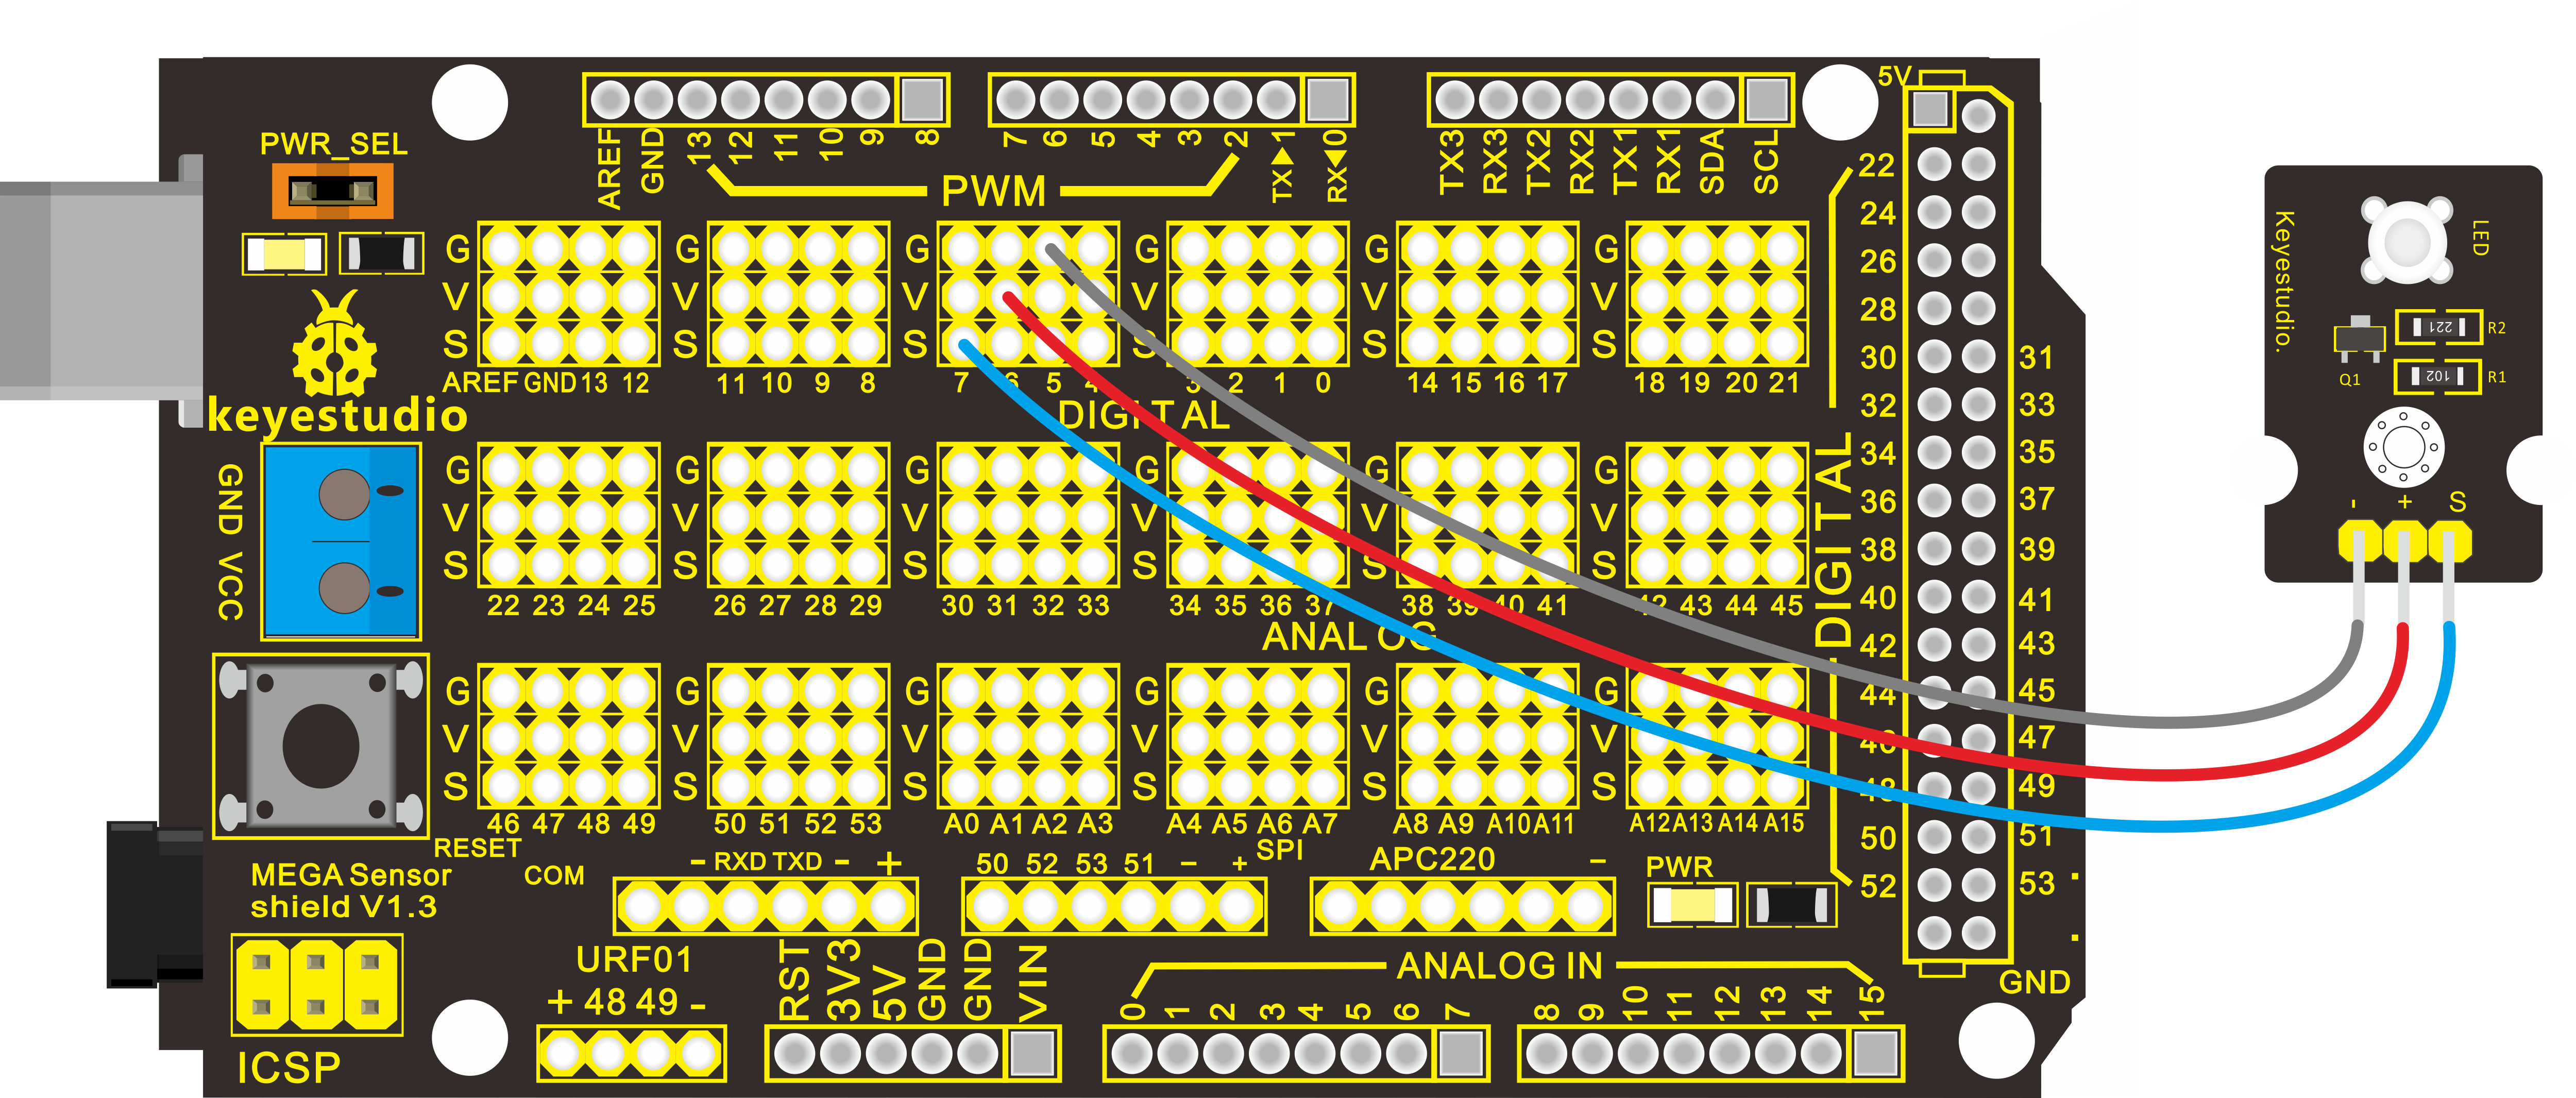 5V
PWR_SEL
AREF GND 13 12 11 10 9 8
7 6 5 4 3 2 TX▶1 RX◀0
TX3 RX3 TX2 RX2 TX1 RX1 SDA SCL
PWM
G G G G G G
V V V V V V
S S S S S S
AREF GND 13 12 11 10 9 8 7 6 5 4 3 2 1 0 14 15 16 17 18 19 20 21
DIGITAL
keyestudio
GND VCC
G G G G G G
V V V V V V
S S S S S S
22 23 24 25 26 27 28 29 30 31 32 33 34 35 36 37 38 39 40 41 42 43 44 45
ANALOG
G G G G G G
V V V V V V
S S S S S S
46 47 48 49 50 51 52 53 A0 A1 A2 A3 A4 A5 A6 A7 A8 A9 A10 A11 A12 A13 A14 A15
RESET
COM
- RXD TXD - +
50 52 53 51 - +
SPI
APC220 -
PWR
MEGA Sensor
shield V1.3
ICSP
URF01
+ 48 49 -
RST 3V3 5V GND GND VIN
ANALOG IN
0 1 2 3 4 5 6 7
8 9 10 11 12 13 14 15
DIGITAL
22
24
26
28
30 31
32 33
34 35
36 37
38 39
40 41
42 43
44 45
46 47
48 49
50 51
52 53
GND
Keyestudio.
LED
221 R2
Q1 102 R1
- + S